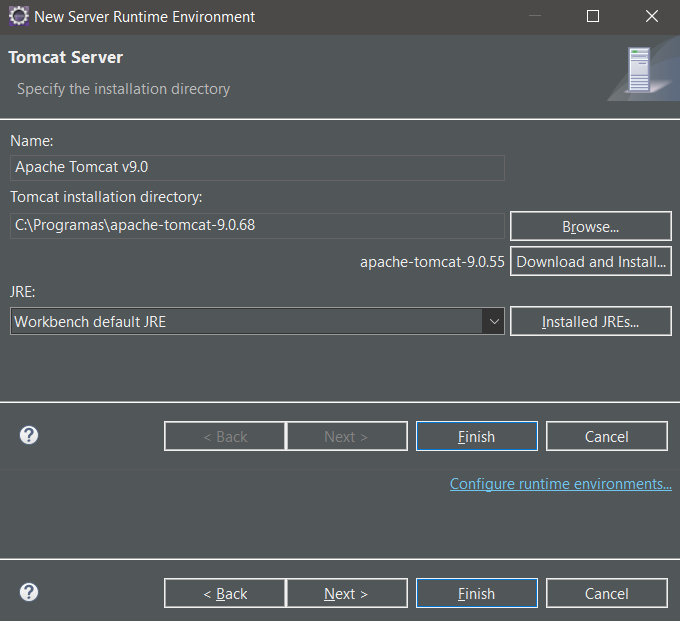 New Server Runtime Environment
Tomcat Server
Specify the installation directory
Name:
Apache Tomcat v9.0
Tomcat installation directory:
C:\Programas\apache-tomcat-9.0.68
Browse...
apache-tomcat-9.0.55 Download and Install...
JRE:
Workbench default JRE
Installed JREs...
? < Back Next > Finish Cancel
Configure runtime environments...
? < Back Next > Finish Cancel